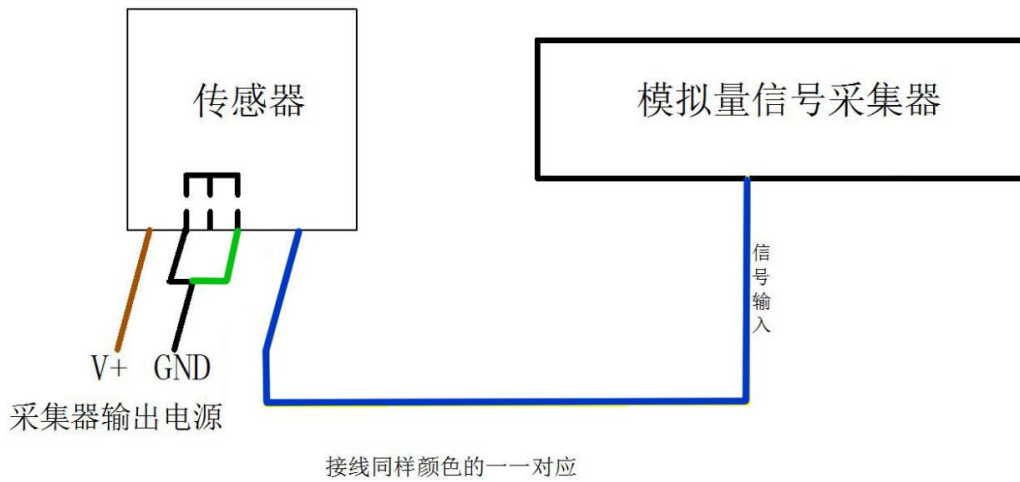 传感器
模拟量信号采集器
信号输入
V+ GND
采集器输出电源
接线同样颜色的一一对应